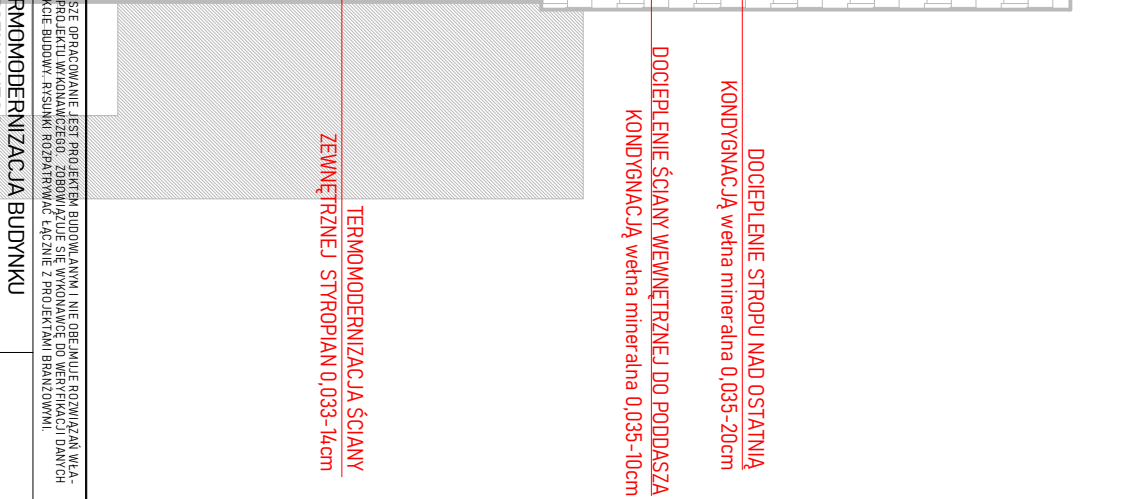 DOCIEPLENIE STROPU NAD OSTATNIĄ
KONDYGNACJĄ wełna mineralna 0,035-20cm
DOCIEPLENIE ŚCIANY WEWNĘTRZNEJ DO PODDASZA
KONDYGNACJĄ wełna mineralna 0,035-10cm
TERMOMODERNIZACJA ŚCIANY
ZEWNĘTRZNEJ STYROPIAN 0,033-14cm
SZE OPRACOWANIE JEST PROJEKTEM BUDOWLANYM I NIE OBEJMUJE ROZWIĄZAŃ WŁA-
PROJEKTU WYKONAWCZEGO. ZOBOWIĄZUJE SIĘ WYKONAWCĘ DO WERYFIKACJI DANYCH
KCIE BUDOWY. RYSUNKI ROZPATRYWAĆ ŁĄCZNIE Z PROJEKTAMI BRANŻOWYMI.
RMOMODERNIZACJA BUDYNKU